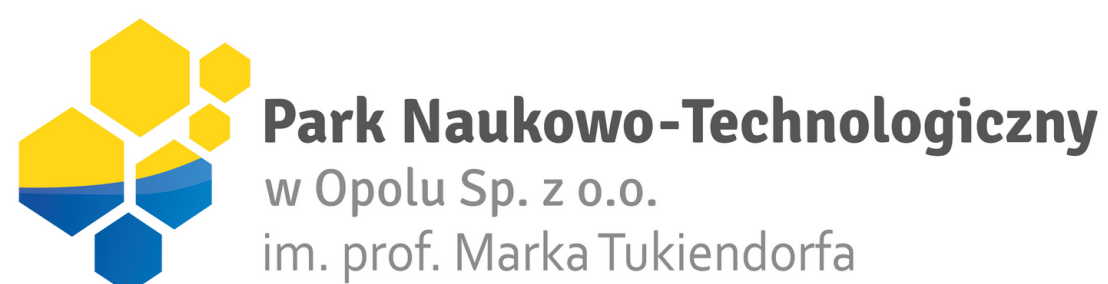 Park Naukowo-Technologiczny
w Opolu Sp. z o.o.
im. prof. Marka Tukiendorfa